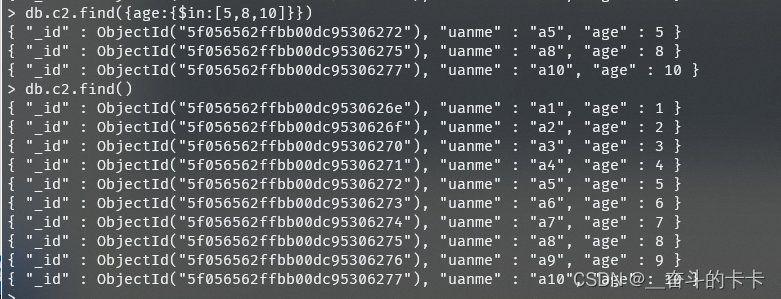 > db.c2.find({age:{$in:[5,8,10]}})
{ "_id" : ObjectId("5f056562ffbb00dc95306272"), "uanme" : "a5", "age" : 5 }
{ "_id" : ObjectId("5f056562ffbb00dc95306275"), "uanme" : "a8", "age" : 8 }
{ "_id" : ObjectId("5f056562ffbb00dc95306277"), "uanme" : "a10", "age" : 10 }
> db.c2.find()
{ "_id" : ObjectId("5f056562ffbb00dc9530626e"), "uanme" : "a1", "age" : 1 }
{ "_id" : ObjectId("5f056562ffbb00dc9530626f"), "uanme" : "a2", "age" : 2 }
{ "_id" : ObjectId("5f056562ffbb00dc95306270"), "uanme" : "a3", "age" : 3 }
{ "_id" : ObjectId("5f056562ffbb00dc95306271"), "uanme" : "a4", "age" : 4 }
{ "_id" : ObjectId("5f056562ffbb00dc95306272"), "uanme" : "a5", "age" : 5 }
{ "_id" : ObjectId("5f056562ffbb00dc95306273"), "uanme" : "a6", "age" : 6 }
{ "_id" : ObjectId("5f056562ffbb00dc95306274"), "uanme" : "a7", "age" : 7 }
{ "_id" : ObjectId("5f056562ffbb00dc95306275"), "uanme" : "a8", "age" : 8 }
{ "_id" : ObjectId("5f056562ffbb00dc95306276"), "uanme" : "a9", "age" : 9 }
{ "_id" : ObjectId("5f056562ffbb00dc95306277"), "uanme" : "a10", "age" : 10 }
CSDN @__奋斗的卡卡
>